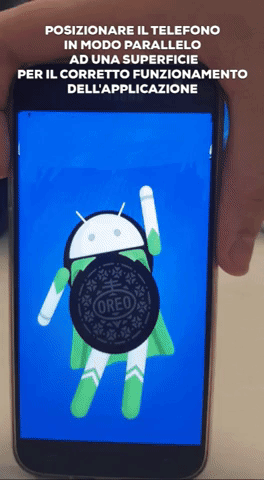 POSIZIONARE IL TELEFONO
IN MODO PARALLELO
AD UNA SUPERFICIE
PER IL CORRETTO FUNZIONAMENTO
DELL'APPLICAZIONE
OREO